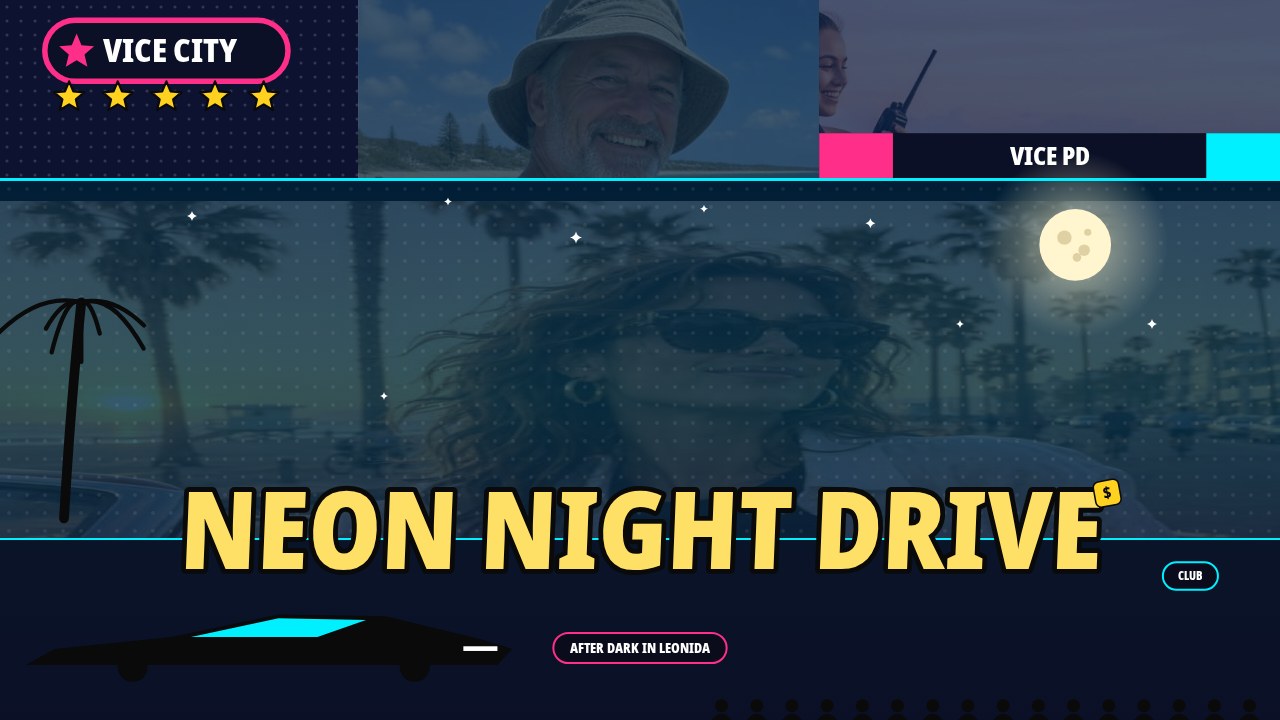 VICE CITY
VICE PD
NEON NIGHT DRIVE
$
CLUB
AFTER DARK IN LEONIDA